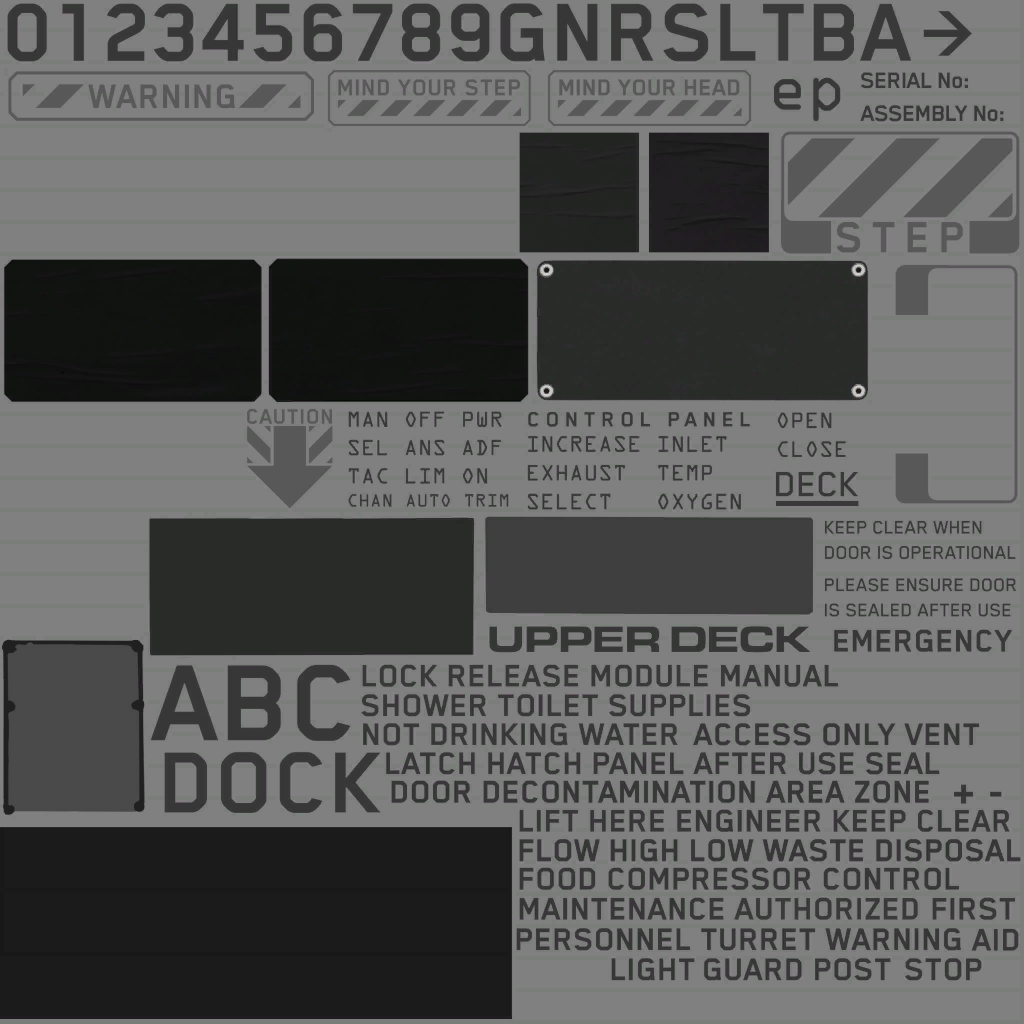 0123456789GNRSLTBA→
WARNING
MIND YOUR STEP
MIND YOUR HEAD
ep
SERIAL No:
ASSEMBLY No:
STEP
CAUTION
MAN OFF PWR
SEL ANS ADF
TAC LIM ON
CHAN AUTO TRIM
CONTROL PANEL
INCREASE INLET
EXHAUST TEMP
SELECT OXYGEN
OPEN
CLOSE
DECK
KEEP CLEAR WHEN
DOOR IS OPERATIONAL
PLEASE ENSURE DOOR
IS SEALED AFTER USE
UPPER DECK
EMERGENCY
ABC
DOCK
LOCK RELEASE MODULE MANUAL
SHOWER TOILET SUPPLIES
NOT DRINKING WATER ACCESS ONLY VENT
LATCH HATCH PANEL AFTER USE SEAL
DOOR DECONTAMINATION AREA ZONE + -
LIFT HERE ENGINEER KEEP CLEAR
FLOW HIGH LOW WASTE DISPOSAL
FOOD COMPRESSOR CONTROL
MAINTENANCE AUTHORIZED FIRST
PERSONNEL TURRET WARNING AID
LIGHT GUARD POST STOP